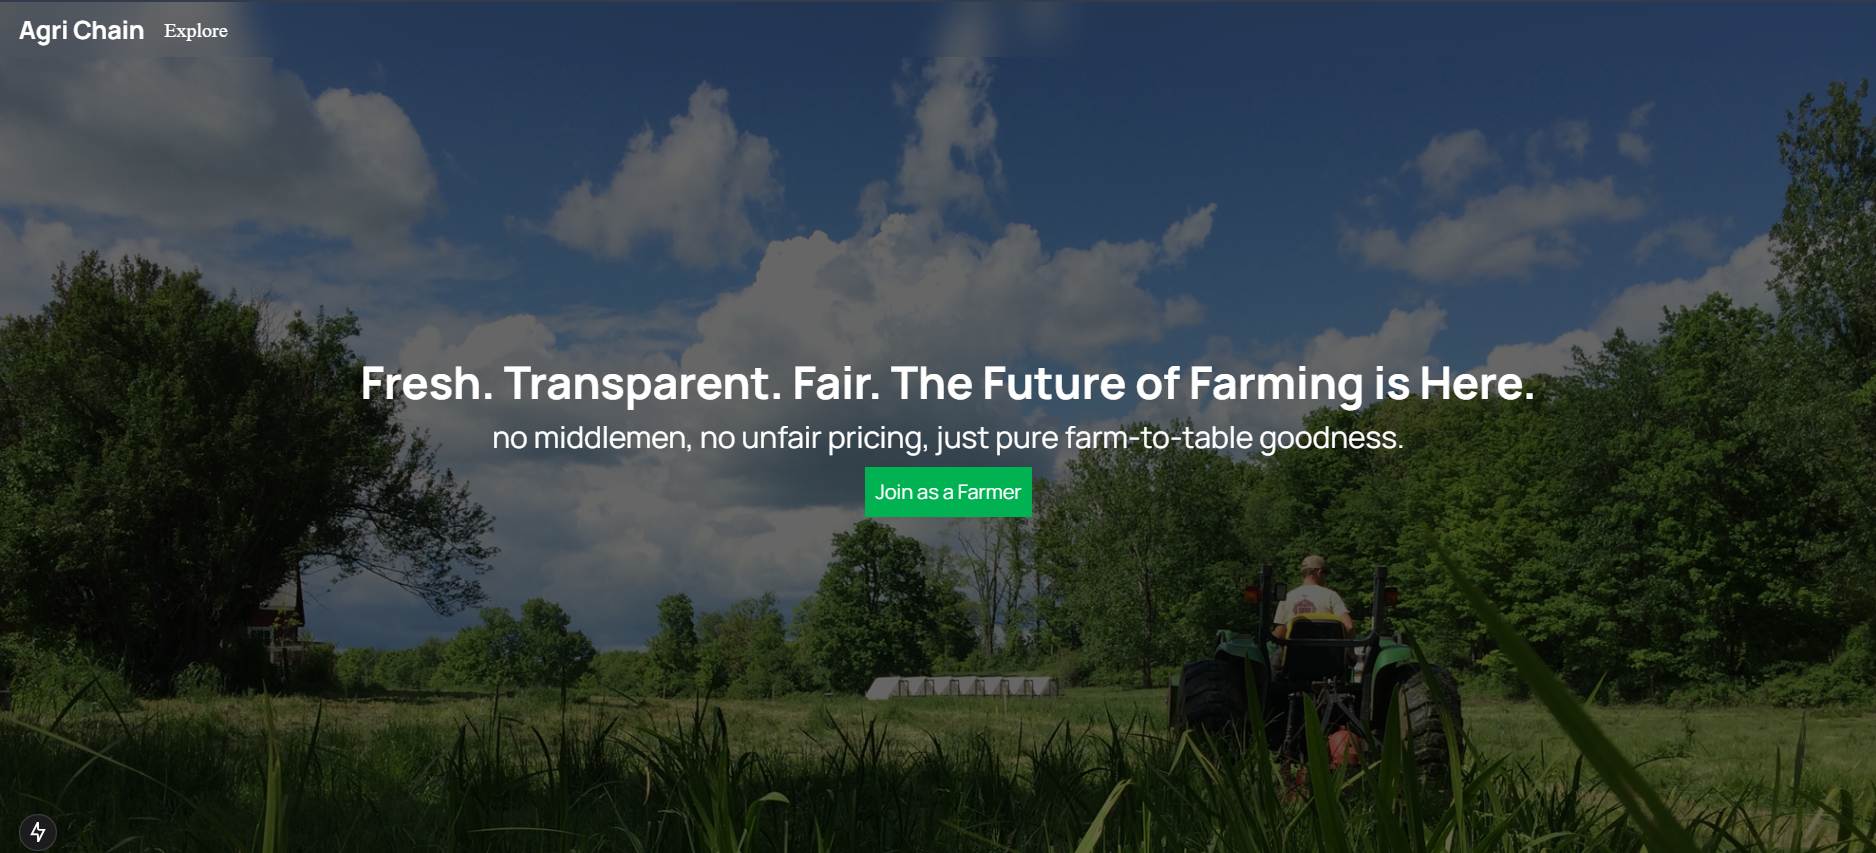 Agri Chain Explore
Fresh. Transparent. Fair. The Future of Farming is Here.
no middlemen, no unfair pricing, just pure farm-to-table goodness.
Join as a Farmer